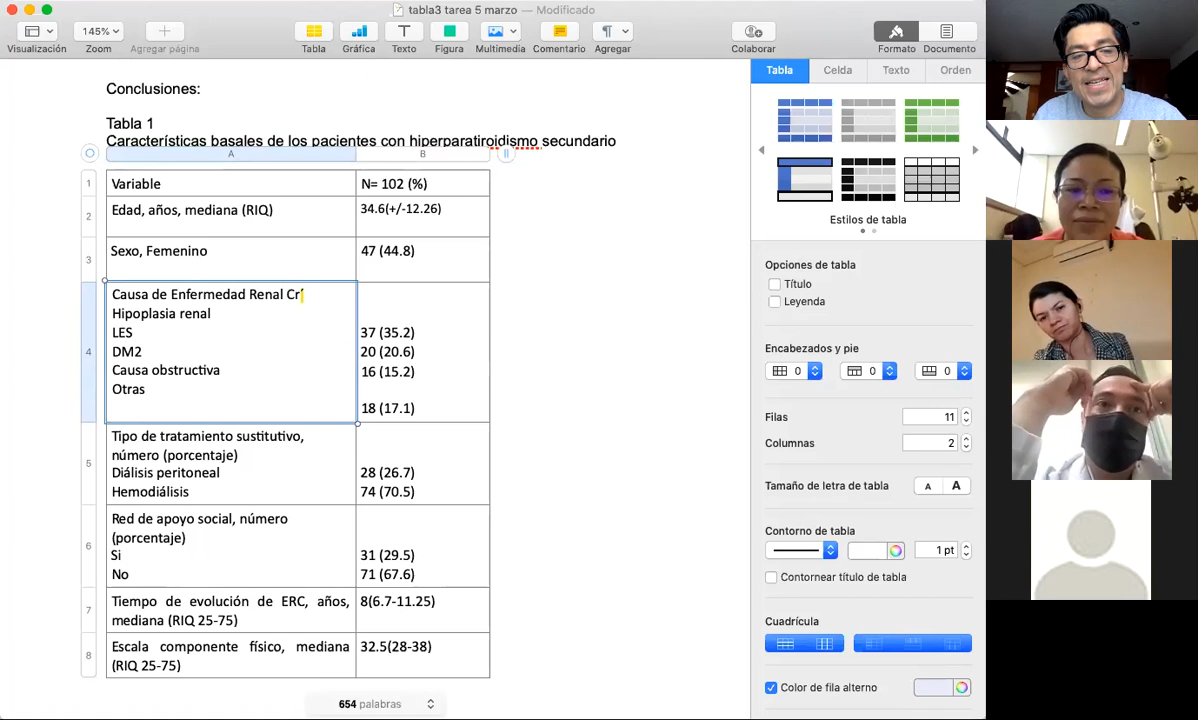 tabla3 tarea 5 marzo — Modificado
145%
Visualización Zoom Agregar página Tabla Gráfica Texto Figura Multimedia Comentario Agregar Colaborar Formato Documento
Tabla Celda Texto Orden
Conclusiones:
Tabla 1
Características basales de los pacientes con hiperparatiroidismo secundario
A B
1 Variable N= 102 (%)
2 Edad, años, mediana (RIQ) 34.6(+/-12.26)
3 Sexo, Femenino 47 (44.8)
4
Causa de Enfermedad Renal Crí
Hipoplasia renal
LES 37 (35.2)
DM2 20 (20.6)
Causa obstructiva 16 (15.2)
Otras
18 (17.1)
5
Tipo de tratamiento sustitutivo,
número (porcentaje)
Diálisis peritoneal 28 (26.7)
Hemodiálisis 74 (70.5)
6
Red de apoyo social, número
(porcentaje)
Si 31 (29.5)
No 71 (67.6)
7
Tiempo de evolución de ERC, años, 8(6.7-11.25)
mediana (RIQ 25-75)
8
Escala componente físico, mediana 32.5(28-38)
(RIQ 25-75)
654 palabras
Estilos de tabla
Opciones de tabla
Título
Leyenda
Encabezados y pie
0 0 0
Filas 11
Columnas 2
Tamaño de letra de tabla A A
Contorno de tabla
1 pt
Contornear título de tabla
Cuadrícula
Color de fila alterno